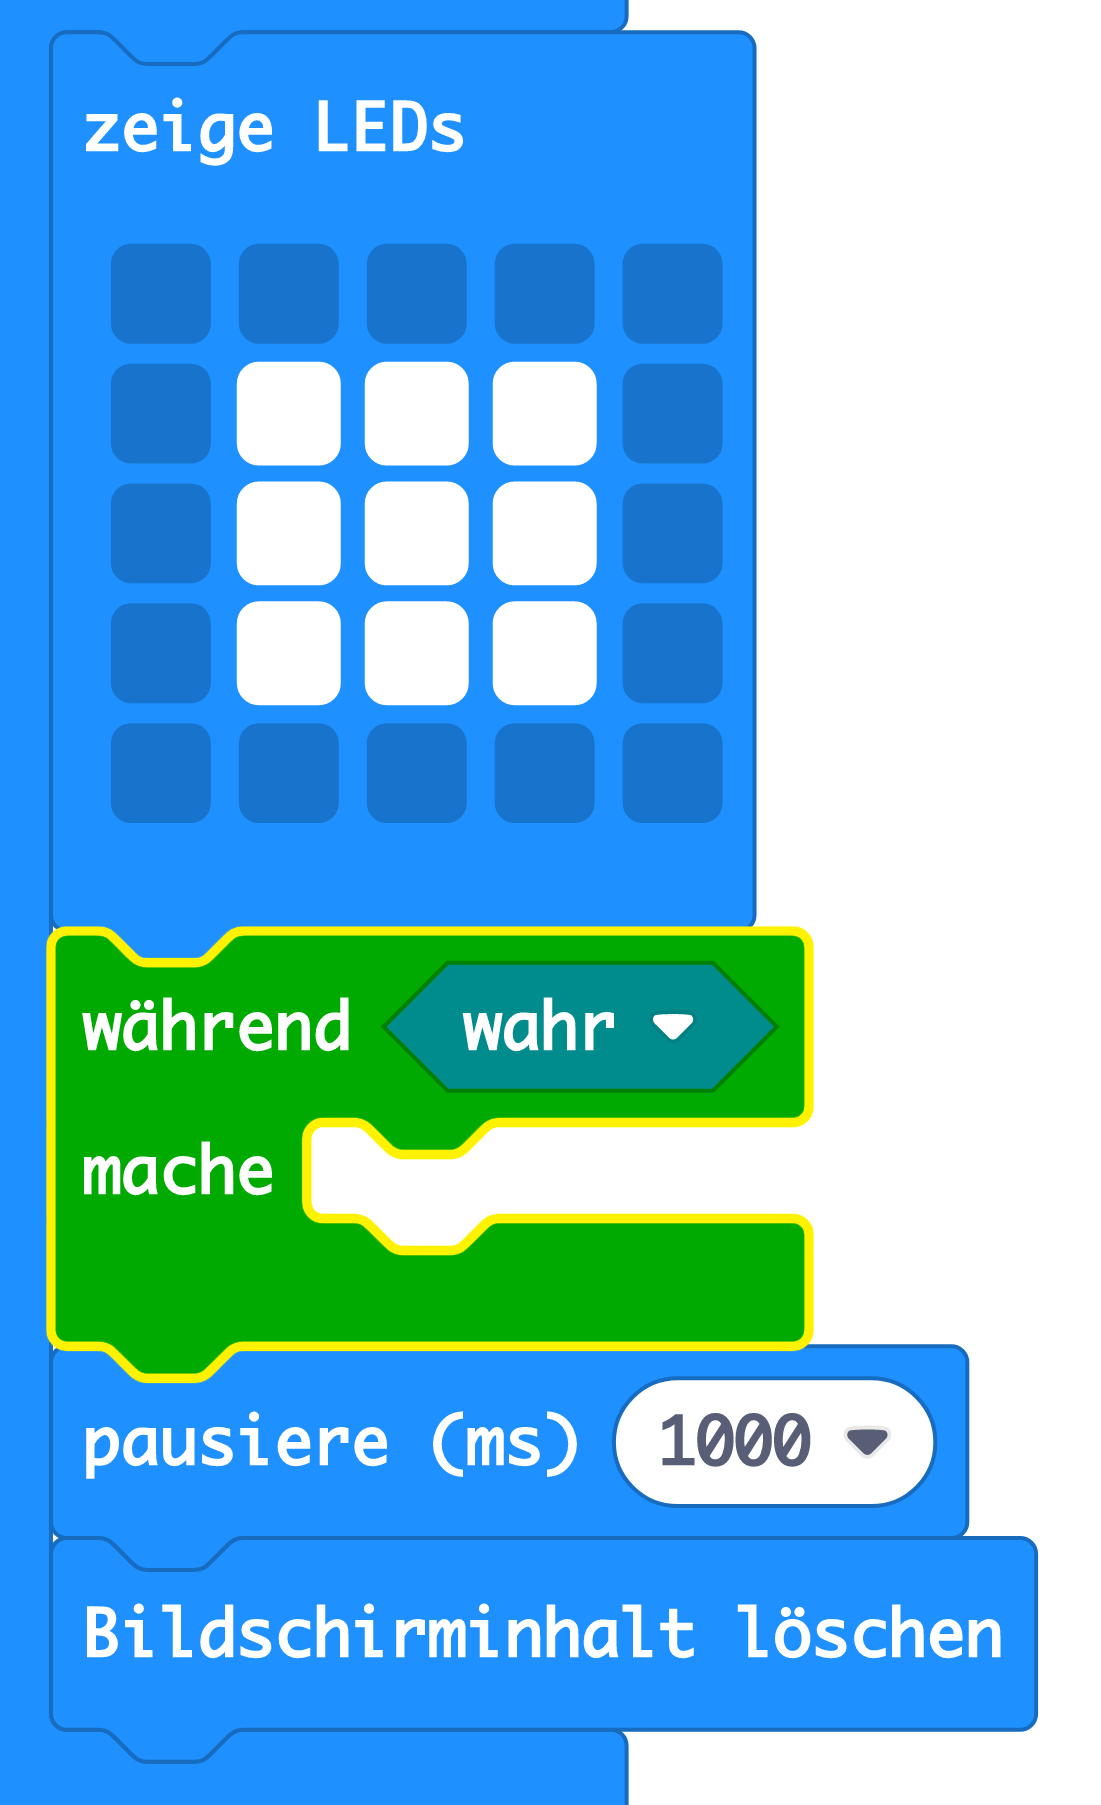 zeige LEDs
während wahr
mache
pausiere (ms) 1000
Bildschirminhalt löschen